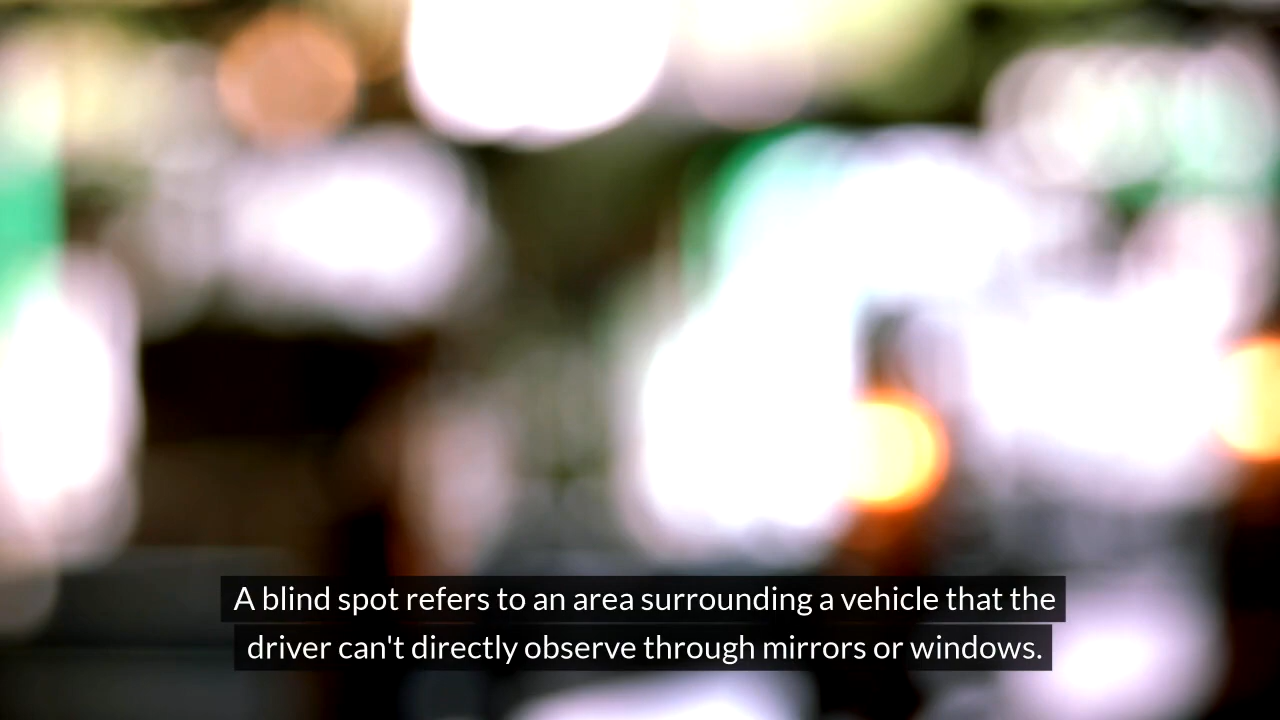 A blind spot refers to an area surrounding a vehicle that the
driver can't directly observe through mirrors or windows.